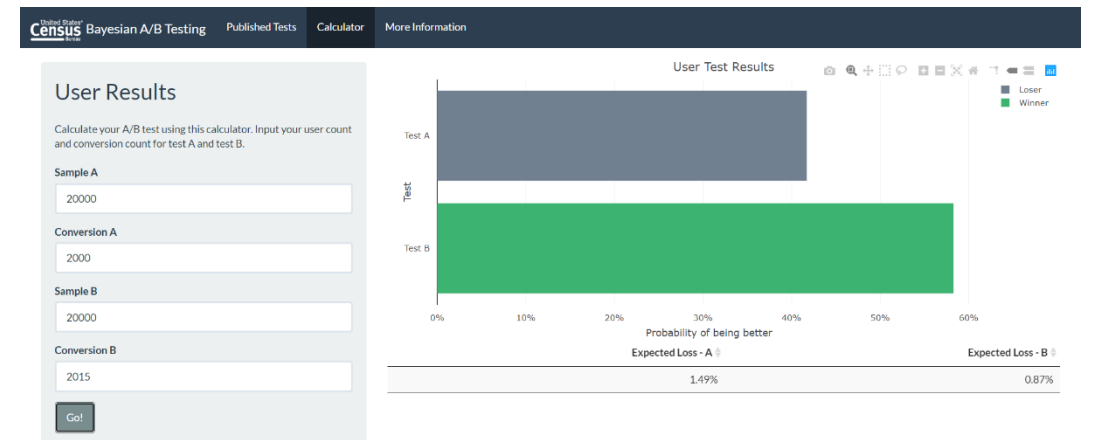 United States®
Census Bayesian A/B Testing Published Tests Calculator More Information
Bureau
User Results
Calculate your A/B test using this calculator. Input your user count
and conversion count for test A and test B.
Sample A
20000
Conversion A
2000
Sample B
20000
Conversion B
2015
Go!
User Test Results
Loser
Winner
Test A
Test
Test B
0% 10% 20% 30% 40% 50% 60%
Probability of being better
Expected Loss - A Expected Loss - B
1.49% 0.87%